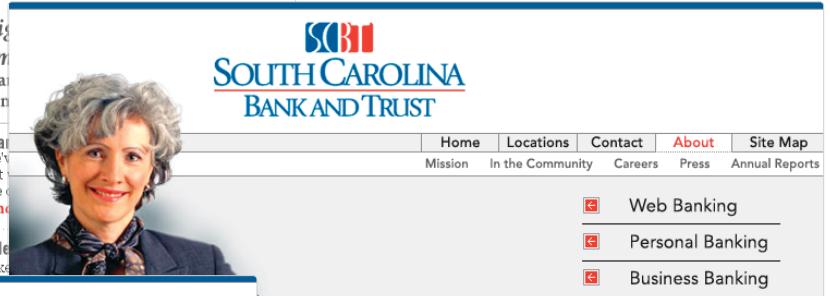 SCBT
SOUTH CAROLINA
BANK AND TRUST
Home Locations Contact About Site Map
Mission In the Community Careers Press Annual Reports
Web Banking
Personal Banking
Business Banking